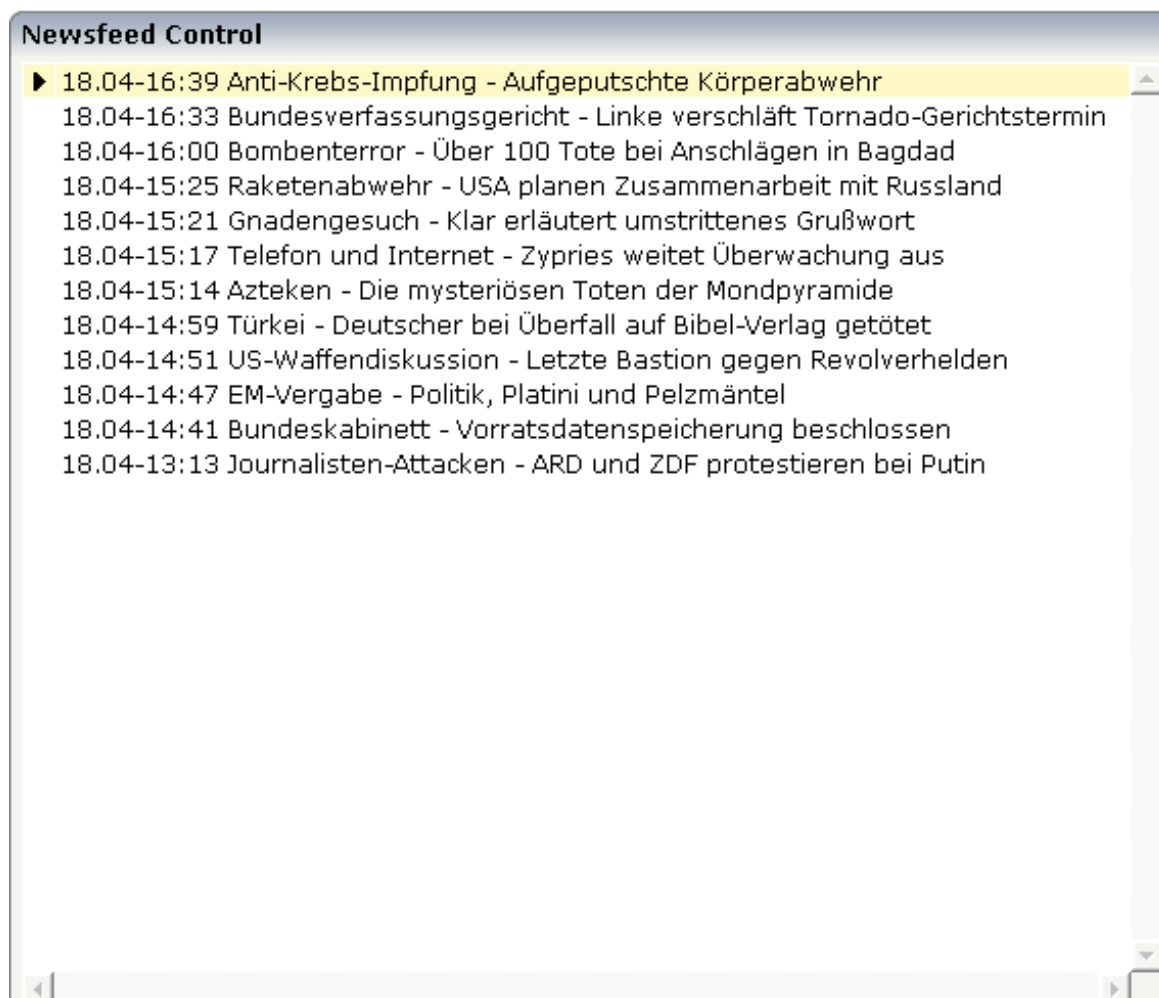 Newsfeed Control
18.04-16:39 Anti-Krebs-Impfung - Aufgeputschte Körperabwehr
18.04-16:33 Bundesverfassungsgericht - Linke verschläft Tornado-Gerichtstermin
18.04-16:00 Bombenterror - Über 100 Tote bei Anschlägen in Bagdad
18.04-15:25 Raketenabwehr - USA planen Zusammenarbeit mit Russland
18.04-15:21 Gnadengesuch - Klar erläutert umstrittenes Grußwort
18.04-15:17 Telefon und Internet - Zypries weitet Überwachung aus
18.04-15:14 Azteken - Die mysteriösen Toten der Mondpyramide
18.04-14:59 Türkei - Deutscher bei Überfall auf Bibel-Verlag getötet
18.04-14:51 US-Waffendiskussion - Letzte Bastion gegen Revolverhelden
18.04-14:47 EM-Vergabe - Politik, Platini und Pelzmäntel
18.04-14:41 Bundeskabinett - Vorratsdatenspeicherung beschlossen
18.04-13:13 Journalisten-Attacken - ARD und ZDF protestieren bei Putin